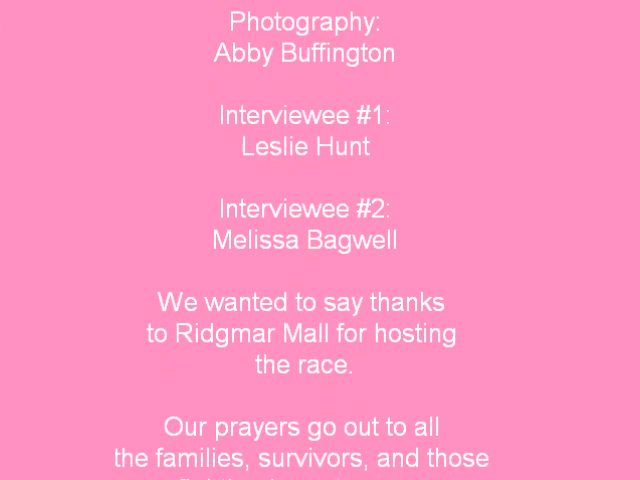 Photography:
Abby Buffington
Interviewee #1:
Leslie Hunt
Interviewee #2:
Melissa Bagwell
We wanted to say thanks
to Ridgmar Mall for hosting
the race.
Our prayers go out to all
the families, survivors, and those